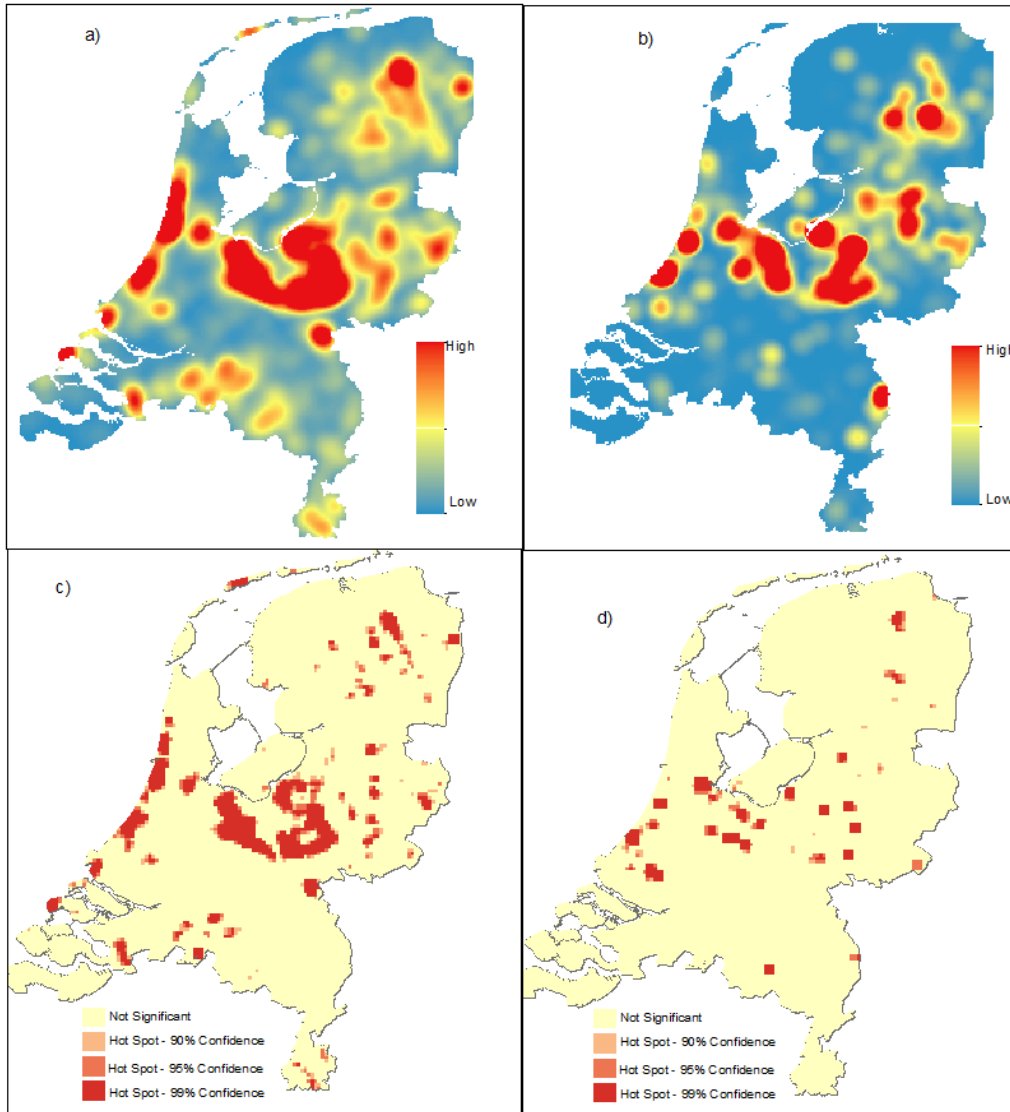 a)
High
Low
b)
High
Low
c)
Not Significant
Hot Spot - 90% Confidence
Hot Spot - 95% Confidence
Hot Spot - 99% Confidence
d)
Not Significant
Hot Spot - 90% Confidence
Hot Spot - 95% Confidence
Hot Spot - 99% Confidence